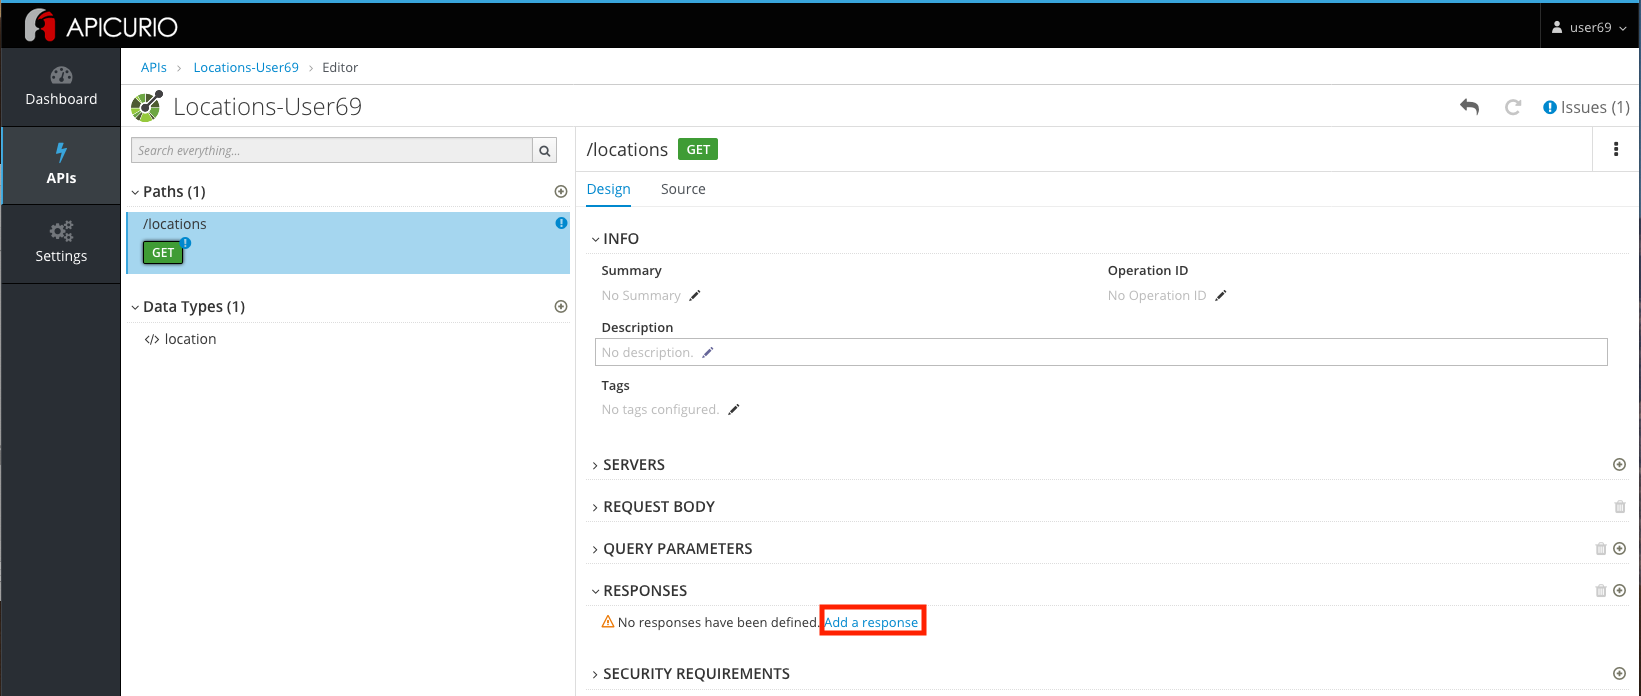 APICURIO
user69
Dashboard
APIs
Settings
APIs > Locations-User69 > Editor
Locations-User69
Issues (1)
Search everything...
Paths (1)
/locations
GET
Data Types (1)
</> location
/locations GET
Design Source
INFO
Summary
No Summary
Operation ID
No Operation ID
Description
No description.
Tags
No tags configured.
SERVERS
REQUEST BODY
QUERY PARAMETERS
RESPONSES
No responses have been defined. Add a response
SECURITY REQUIREMENTS